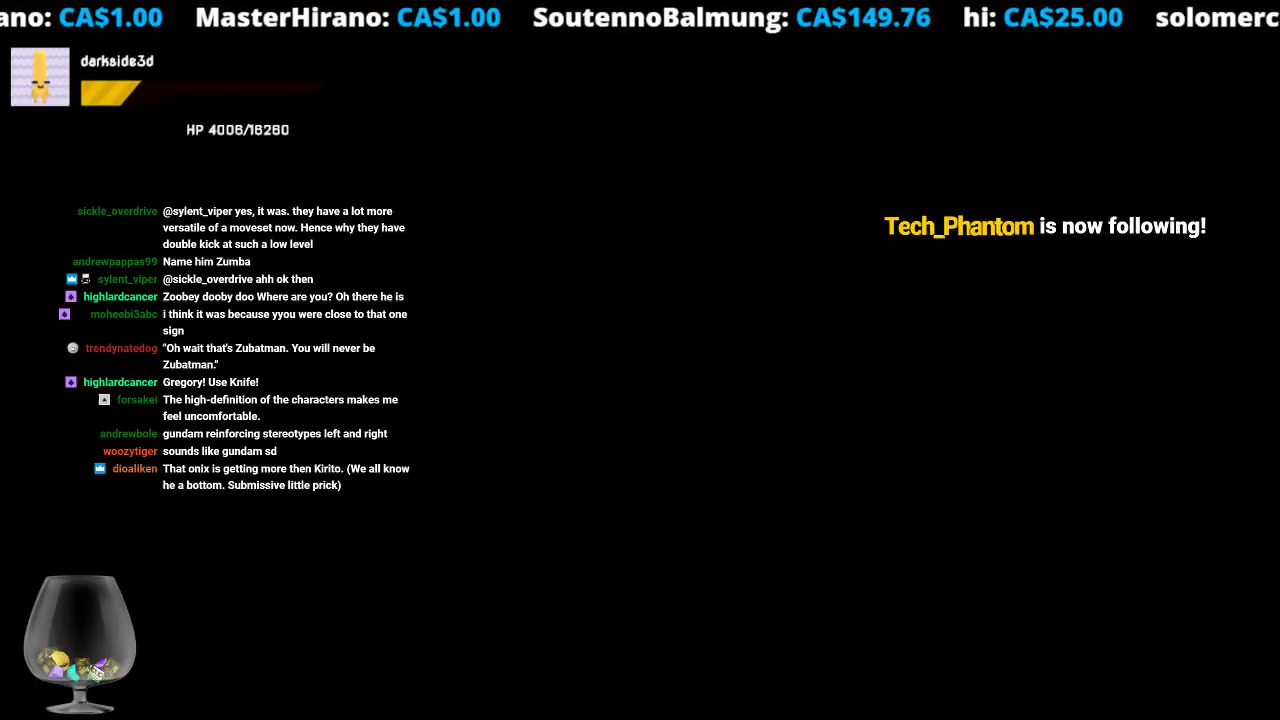 ano: CA$1.00 MasterHirano: CA$1.00 SoutennoBalmung: CA$149.76 hi: CA$25.00 solomerc
darkside3d
HP 4006/16260
sickle_overdrive @sylent_viper yes, it was. they have a lot more
versatile of a moveset now. Hence why they have
double kick at such a low level
andrewpappas99 Name him Zumba
sylent_viper @sickle_overdrive ahh ok then
highlardcancer Zoobey dooby doo Where are you? Oh there he is
moheebi3abc i think it was because yyou were close to that one
sign
trendynatedog "Oh wait that's Zubatman. You will never be
Zubatman."
highlardcancer Gregory! Use Knife!
forsakei The high-definition of the characters makes me
feel uncomfortable.
andrewbole gundam reinforcing stereotypes left and right
woozytiger sounds like gundam sd
dioaliken That onix is getting more then Kirito. (We all know
he a bottom. Submissive little prick)
Tech_Phantom is now following!